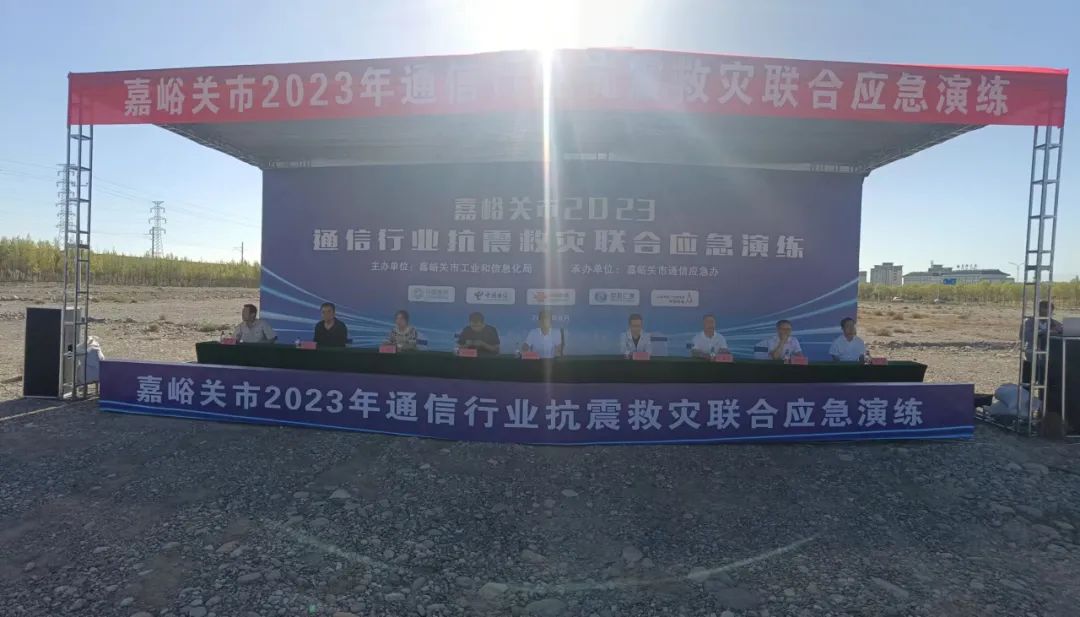 嘉峪关市2023年通信行业抗震救灾联合应急演练
嘉峪关市2023
通信行业抗震救灾联合应急演练
主办单位：嘉峪关市工业和信息化局 承办单位：嘉峪关市通信应急办
嘉峪关市2023年通信行业抗震救灾联合应急演练